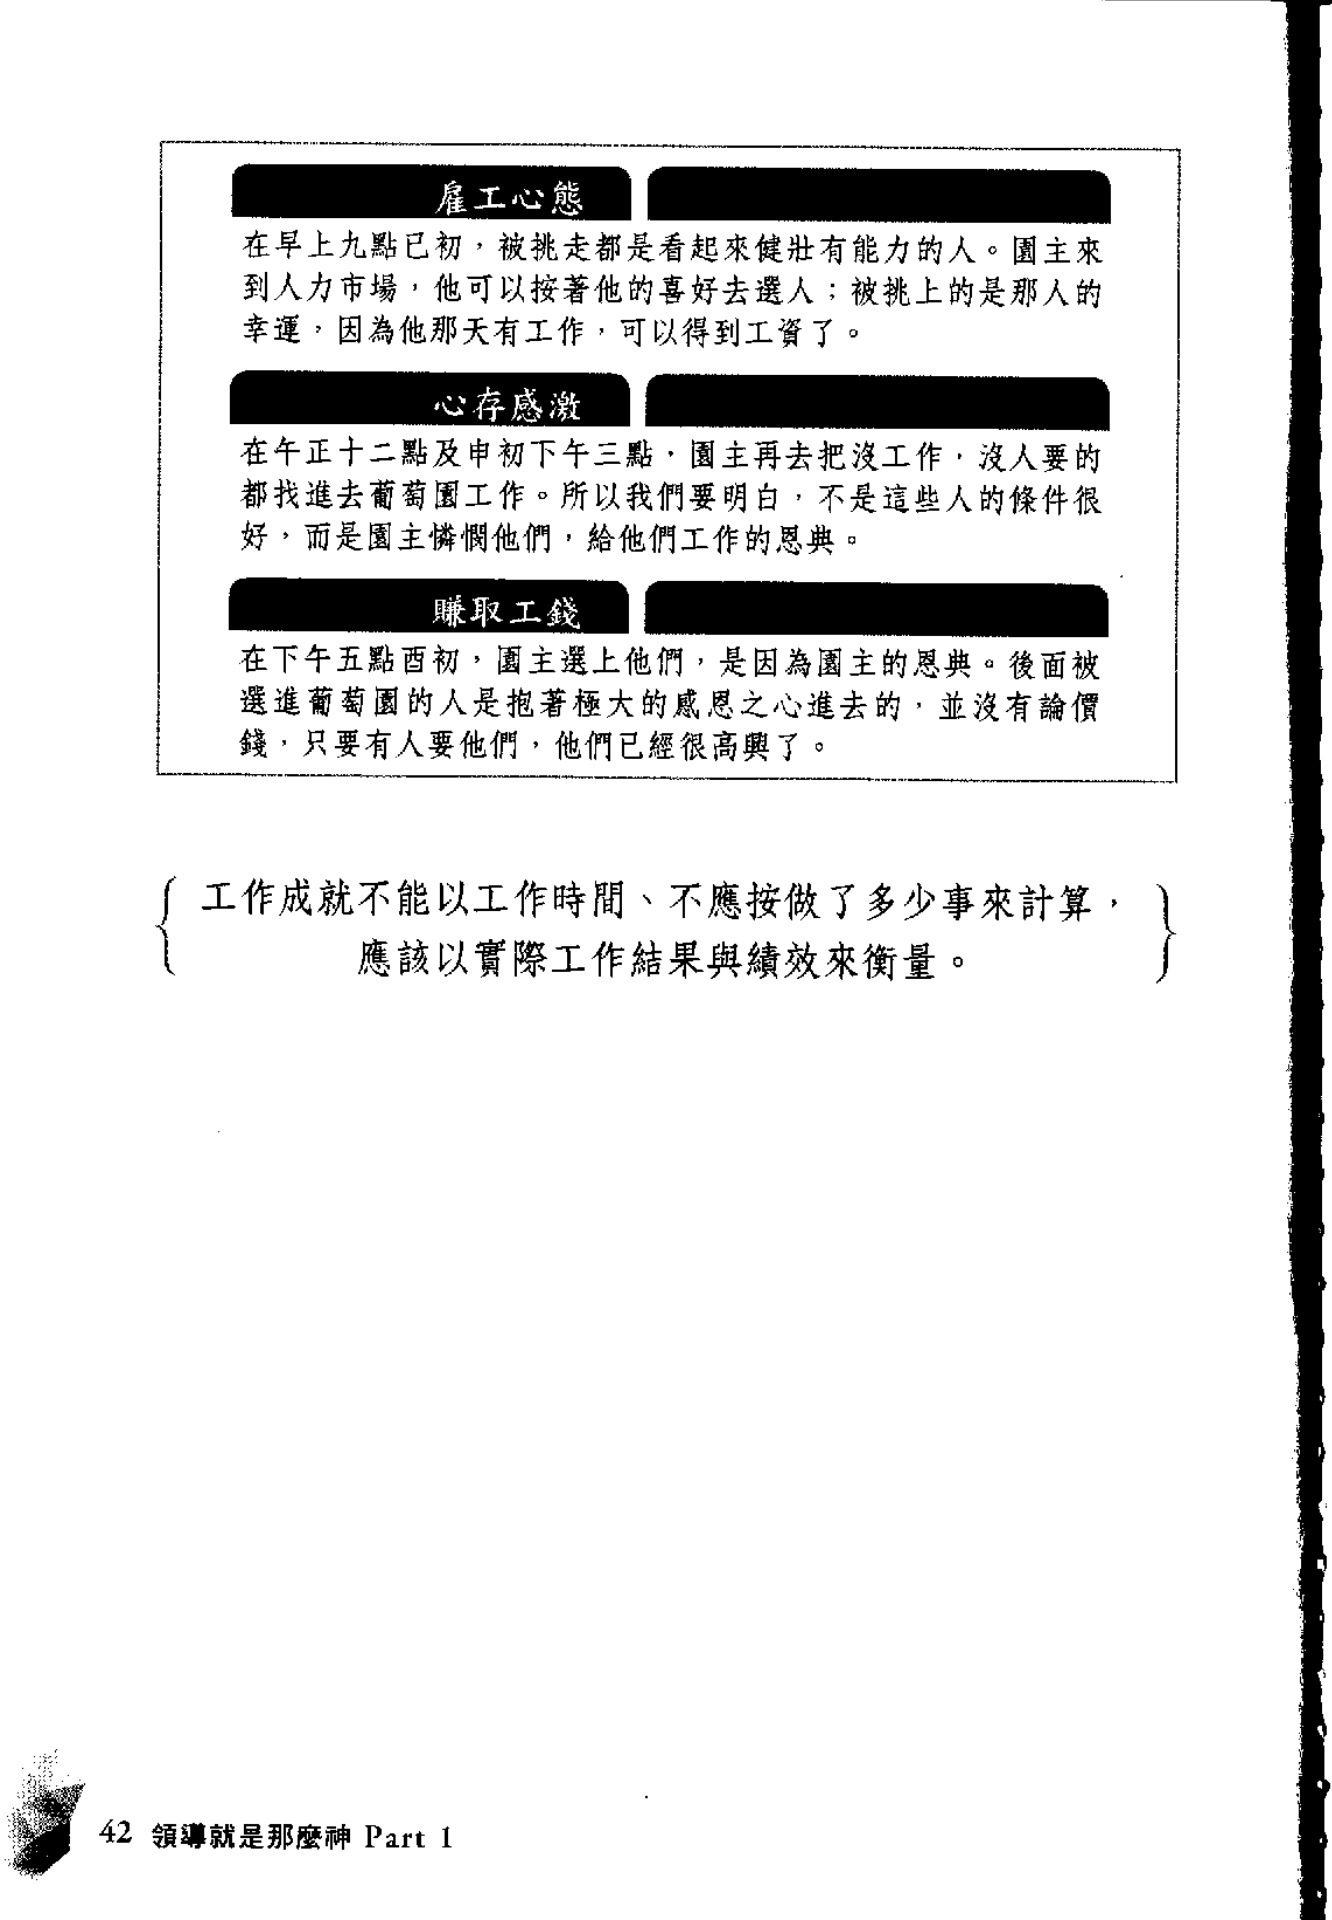 雇工心態
在早上九點巳初，被挑走都是看起來健壯有能力的人。園主來
到人力市場，他可以按著他的喜好去選人；被挑上的是那人的
幸運，因為他那天有工作，可以得到工資了。
心存感激
在午正十二點及申初下午三點，園主再去把沒工作，沒人要的
都找進去葡萄園工作。所以我們要明白，不是這些人的條件很
好，而是園主憐憫他們，給他們工作的恩典。
賺取工錢
在下午五點酉初，園主選上他們，是因為園主的恩典。後面被
選進葡萄園的人是抱著極大的感恩之心進去的，並沒有論價
錢，只要有人要他們，他們已經很高興了。
工作成就不能以工作時間、不應按做了多少事來計算，
應該以實際工作結果與績效來衡量。
42 領導就是那麼神 Part 1